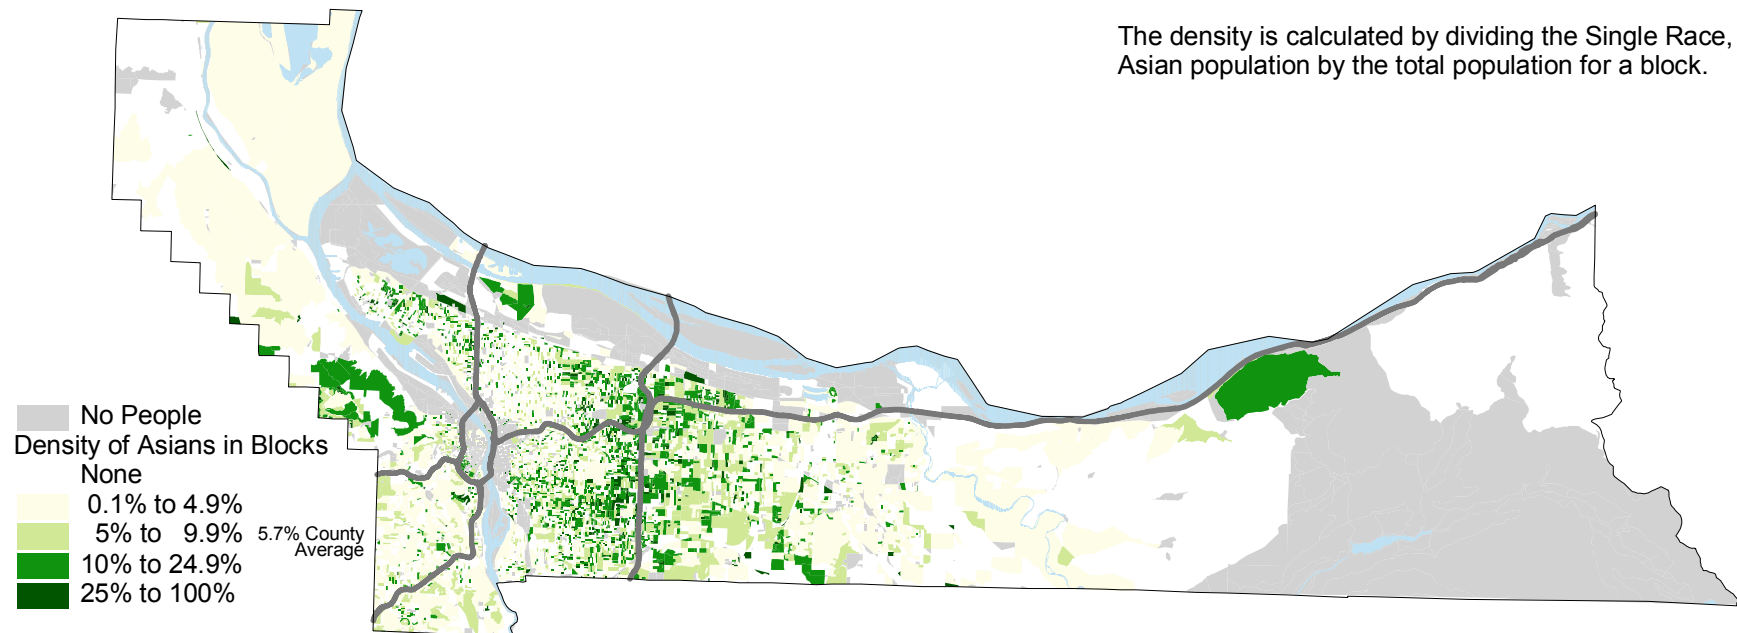 The density is calculated by dividing the Single Race,
Asian population by the total population for a block.
No People
Density of Asians in Blocks
None
0.1% to 4.9%
5% to 9.9%
5.7% County
Average
10% to 24.9%
25% to 100%